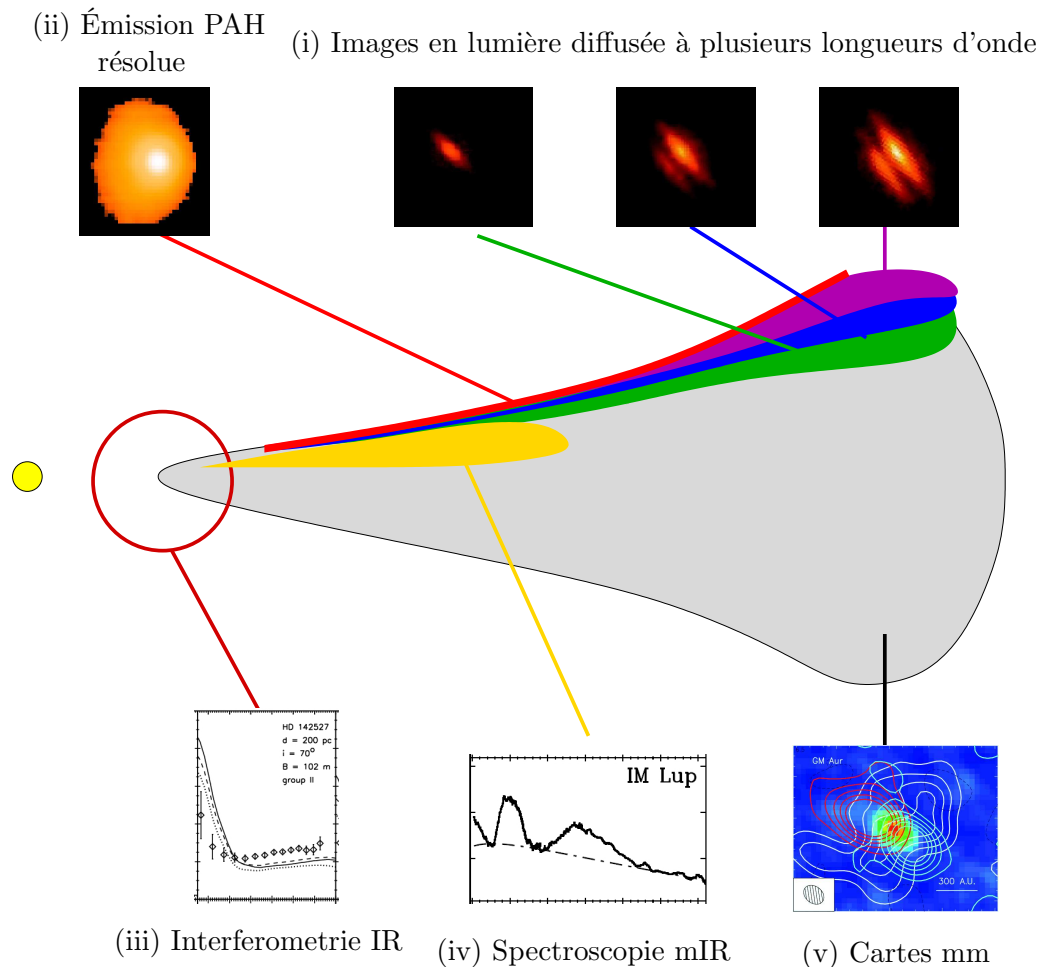 (ii) Émission PAH
résolue
(i) Images en lumière diffusée à plusieurs longueurs d'onde
HD 142527
d = 200 pc
i = 70°
B = 102 m
group II
IM Lup
GM Aur
300 A.U.
(iii) Interferometrie IR
(iv) Spectroscopie mIR
(v) Cartes mm